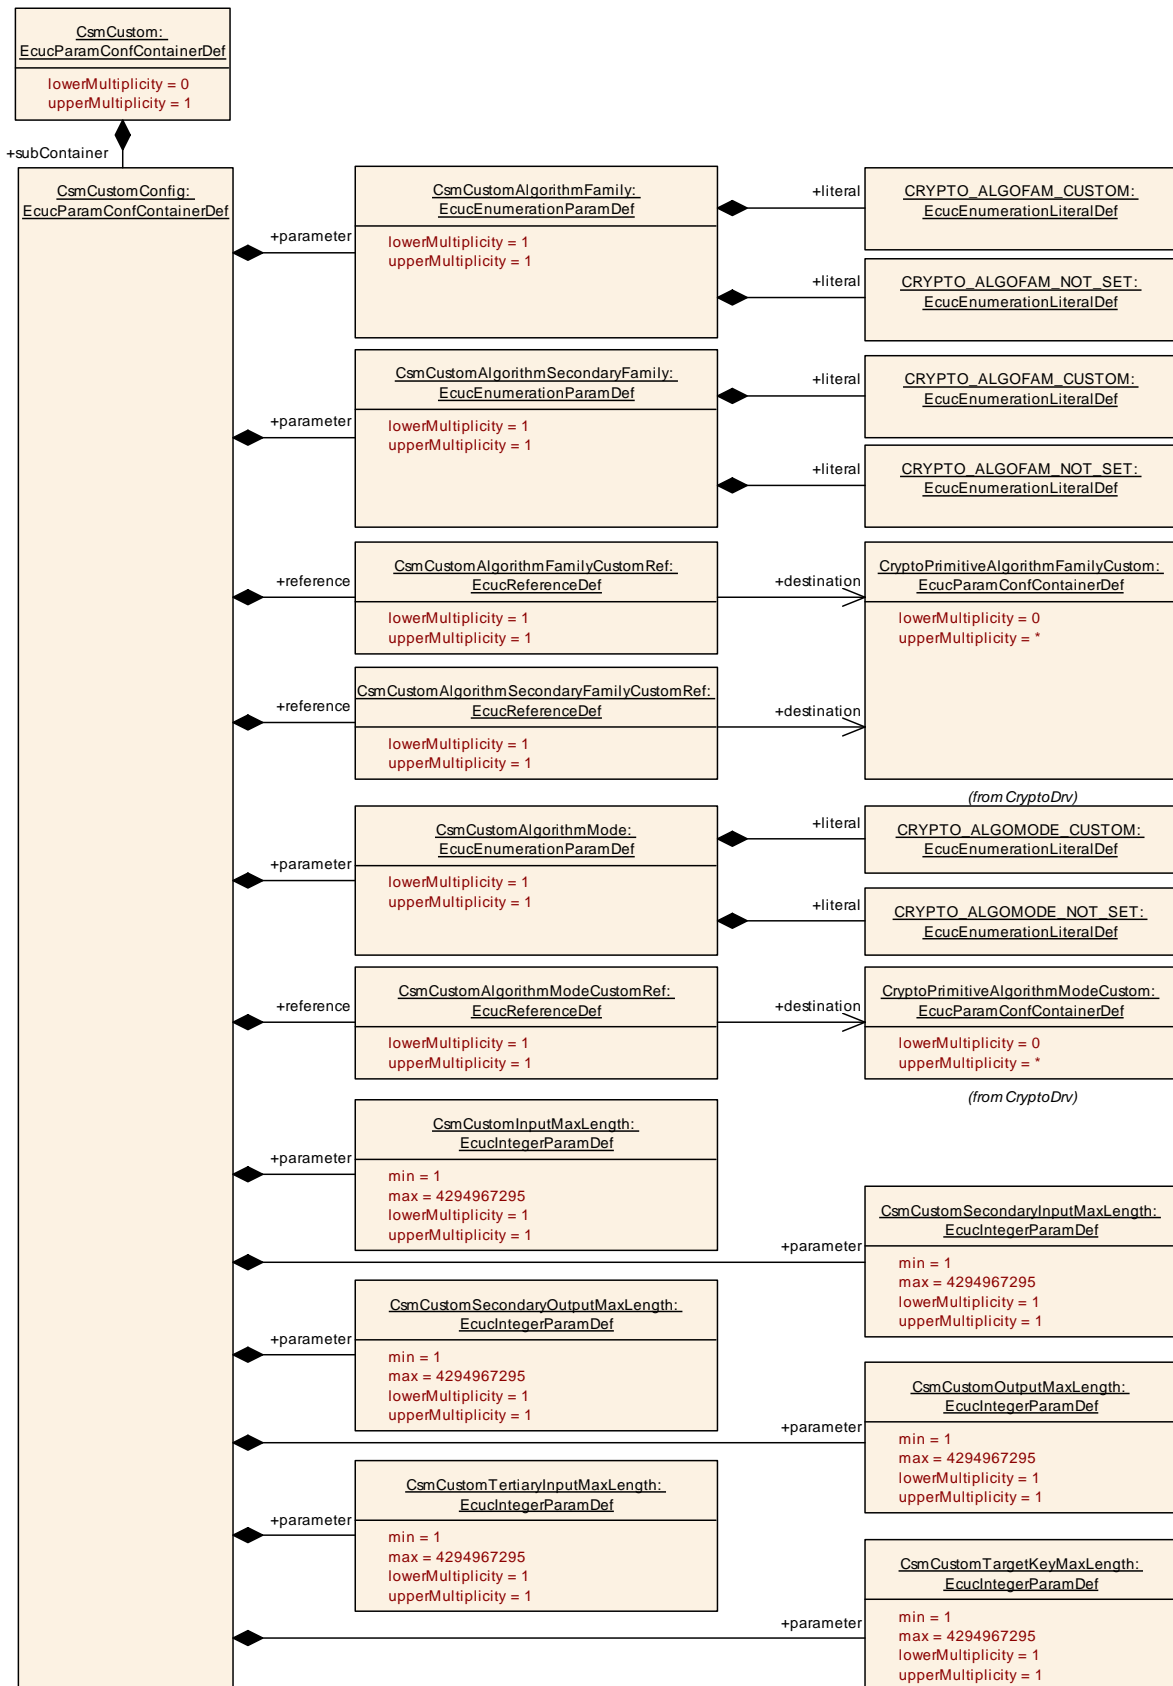 CsmCustom:
EcucParamConfContainerDef
lowerMultiplicity = 0
upperMultiplicity = 1
+subContainer
CsmCustomConfig:
EcucParamConfContainerDef
+parameter
CsmCustomAlgorithmFamily:
EcucEnumerationParamDef
lowerMultiplicity = 1
upperMultiplicity = 1
+literal
CRYPTO_ALGOFAM_CUSTOM:
EcucEnumerationLiteralDef
+literal
CRYPTO_ALGOFAM_NOT_SET:
EcucEnumerationLiteralDef
+parameter
CsmCustomAlgorithmSecondaryFamily:
EcucEnumerationParamDef
lowerMultiplicity = 1
upperMultiplicity = 1
+literal
CRYPTO_ALGOFAM_CUSTOM:
EcucEnumerationLiteralDef
+literal
CRYPTO_ALGOFAM_NOT_SET:
EcucEnumerationLiteralDef
+reference
CsmCustomAlgorithmFamilyCustomRef:
EcucReferenceDef
lowerMultiplicity = 1
upperMultiplicity = 1
+destination
CryptoPrimitiveAlgorithmFamilyCustom:
EcucParamConfContainerDef
lowerMultiplicity = 0
upperMultiplicity = *
+reference
CsmCustomAlgorithmSecondaryFamilyCustomRef:
EcucReferenceDef
lowerMultiplicity = 1
upperMultiplicity = 1
+destination
(from CryptoDrv)
+parameter
CsmCustomAlgorithmMode:
EcucEnumerationParamDef
lowerMultiplicity = 1
upperMultiplicity = 1
+literal
CRYPTO_ALGOMODE_CUSTOM:
EcucEnumerationLiteralDef
+literal
CRYPTO_ALGOMODE_NOT_SET:
EcucEnumerationLiteralDef
+reference
CsmCustomAlgorithmModeCustomRef:
EcucReferenceDef
lowerMultiplicity = 1
upperMultiplicity = 1
+destination
CryptoPrimitiveAlgorithmModeCustom:
EcucParamConfContainerDef
lowerMultiplicity = 0
upperMultiplicity = *
(from CryptoDrv)
+parameter
CsmCustomInputMaxLength:
EcucIntegerParamDef
min = 1
max = 4294967295
lowerMultiplicity = 1
upperMultiplicity = 1
+parameter
CsmCustomSecondaryInputMaxLength:
EcucIntegerParamDef
min = 1
max = 4294967295
lowerMultiplicity = 1
upperMultiplicity = 1
+parameter
CsmCustomSecondaryOutputMaxLength:
EcucIntegerParamDef
min = 1
max = 4294967295
lowerMultiplicity = 1
upperMultiplicity = 1
+parameter
CsmCustomOutputMaxLength:
EcucIntegerParamDef
min = 1
max = 4294967295
lowerMultiplicity = 1
upperMultiplicity = 1
+parameter
CsmCustomTertiaryInputMaxLength:
EcucIntegerParamDef
min = 1
max = 4294967295
lowerMultiplicity = 1
upperMultiplicity = 1
+parameter
CsmCustomTargetKeyMaxLength:
EcucIntegerParamDef
min = 1
max = 4294967295
lowerMultiplicity = 1
upperMultiplicity = 1